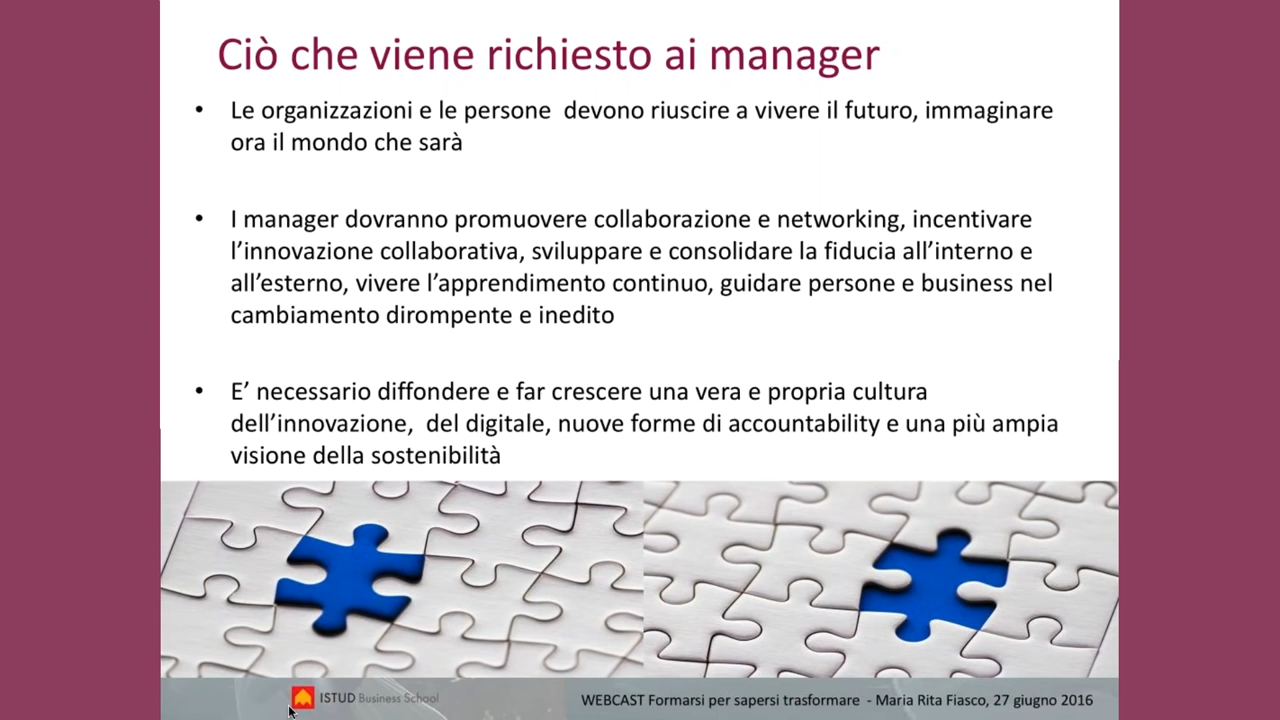 Ciò che viene richiesto ai manager
• Le organizzazioni e le persone  devono riuscire a vivere il futuro, immaginare
ora il mondo che sarà
• I manager dovranno promuovere collaborazione e networking, incentivare
l’innovazione collaborativa, sviluppare e consolidare la fiducia all’interno e
all’esterno, vivere l’apprendimento continuo, guidare persone e business nel
cambiamento dirompente e inedito
• E’ necessario diffondere e far crescere una vera e propria cultura
dell’innovazione,  del digitale, nuove forme di accountability e una più ampia
visione della sostenibilità
ISTUD Business School
WEBCAST Formarsi per sapersi trasformare  - Maria Rita Fiasco, 27 giugno 2016